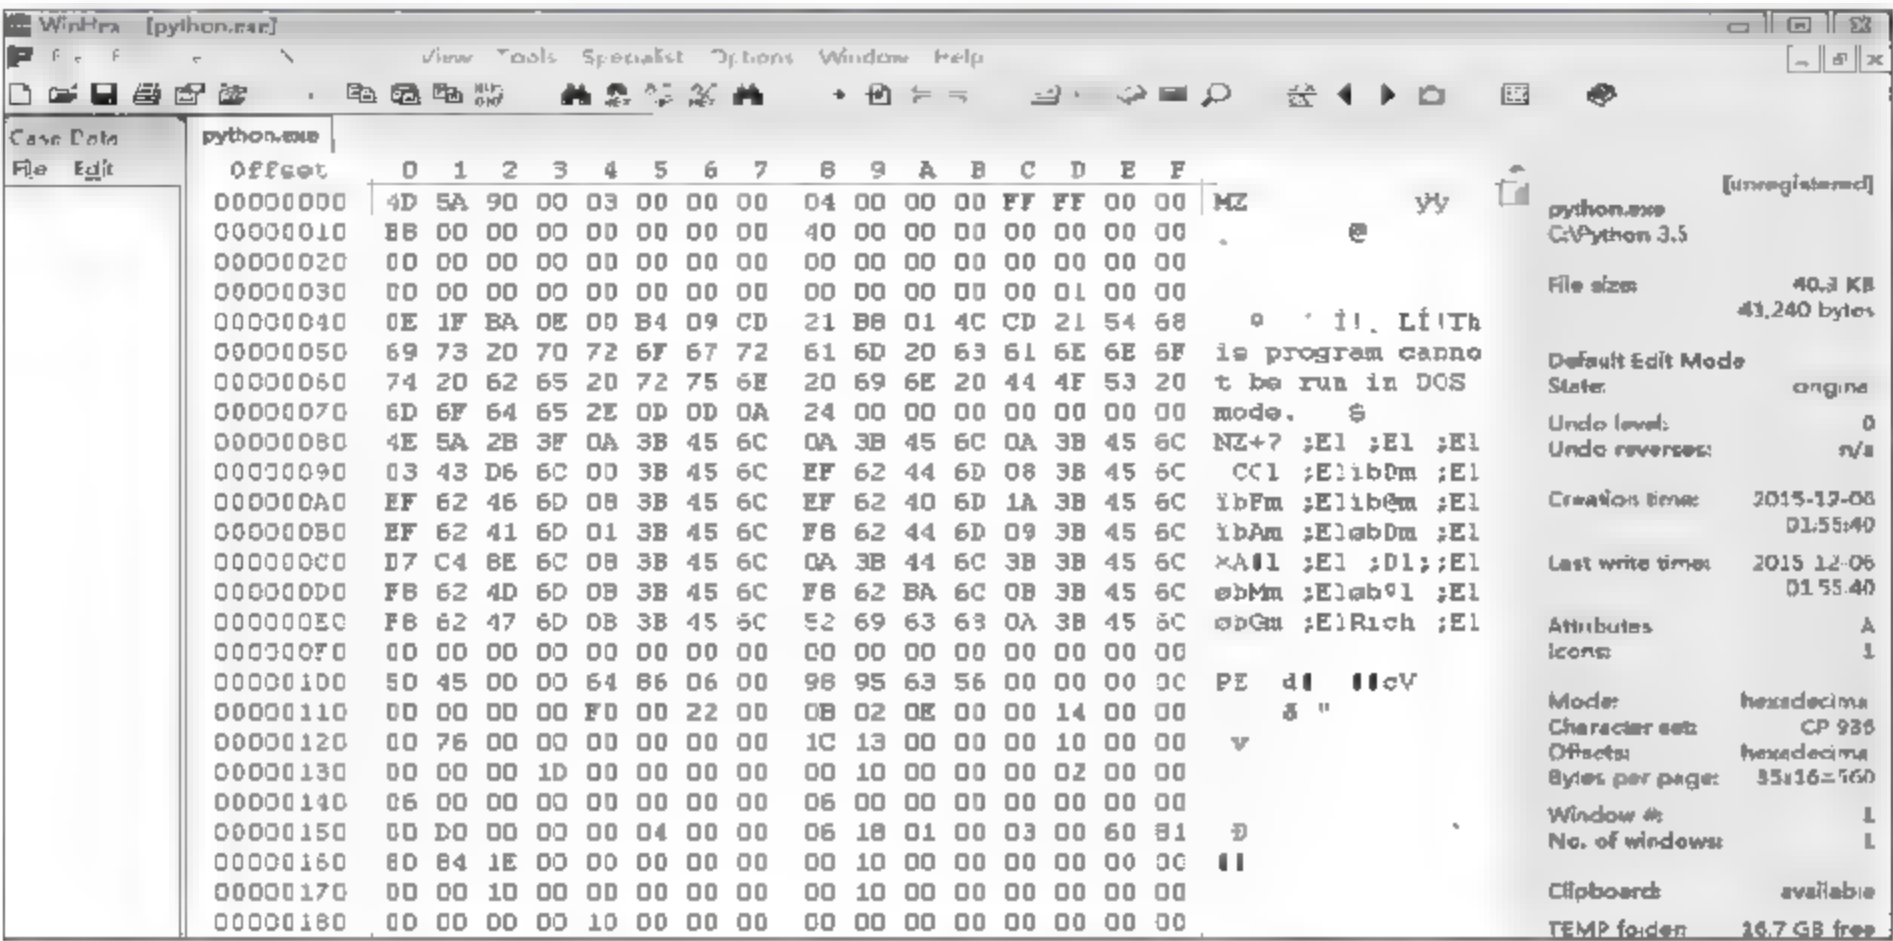 WinHex [python.exe]
View Tools Specialist Options Window Help
Case Data
File Edit
python.exe
Offset 0 1 2 3 4 5 6 7 8 9 A B C D E F
00000000 4D 5A 90 00 03 00 00 00 04 00 00 00 FF FF 00 00 MZ ÿÿ
00000010 B8 00 00 00 00 00 00 00 40 00 00 00 00 00 00 00 @
00000020 00 00 00 00 00 00 00 00 00 00 00 00 00 00 00 00
00000030 00 00 00 00 00 00 00 00 00 00 00 00 00 01 00 00
00000040 0E 1F BA 0E 00 B4 09 CD 21 B8 01 4C CD 21 54 68 º ´ Í!¸ LÍ!Th
00000050 69 73 20 70 72 6F 67 72 61 6D 20 63 61 6E 6E 6F is program canno
00000060 74 20 62 65 20 72 75 6E 20 69 6E 20 44 4F 53 20 t be run in DOS
00000070 6D 6F 64 65 2E 0D 0D 0A 24 00 00 00 00 00 00 00 mode. $
00000080 4E 5A 2B 3F 0A 3B 45 6C 0A 3B 45 6C 0A 3B 45 6C NZ+? ;El ;El ;El
00000090 03 43 D6 6C 00 3B 45 6C EF 62 44 6D 08 3B 45 6C ;ElïbDm ;El
000000A0 EF 62 46 6D 08 3B 45 6C EF 62 40 6D 1A 3B 45 6C ïbFm ;Elïb@m ;El
000000B0 EF 62 41 6D 01 3B 45 6C F8 62 44 6D 09 3B 45 6C ïbAm ;EløbDm ;El
000000C0 D7 C4 8E 6C 08 3B 45 6C 0A 3B 44 6C 3B 3B 45 6C ;El ;Dl;;El
000000D0 F8 62 4D 6D 0B 3B 45 6C F8 62 BA 6C 0B 3B 45 6C øbMm ;Eløbºl ;El
000000E0 F8 62 47 6D 0B 3B 45 6C 52 69 63 68 0A 3B 45 6C øbGm ;ElRich ;El
000000F0 00 00 00 00 00 00 00 00 00 00 00 00 00 00 00 00
00000100 50 45 00 00 64 86 06 00 98 95 63 56 00 00 00 00 PE d cV
00000110 00 00 00 00 F0 00 22 00 0B 02 0E 00 00 14 00 00 ð "
00000120 00 76 00 00 00 00 00 00 1C 13 00 00 00 10 00 00 v
00000130 00 00 00 1D 00 00 00 00 00 10 00 00 00 02 00 00
00000140 06 00 00 00 00 00 00 00 06 00 00 00 00 00 00 00
00000150 00 D0 00 00 00 04 00 00 06 18 01 00 03 00 60 81 Ð `
00000160 80 84 1E 00 00 00 00 00 00 10 00 00 00 00 00 00
00000170 00 00 10 00 00 00 00 00 00 10 00 00 00 00 00 00
00000180 00 00 00 00 10 00 00 00 00 00 00 00 00 00 00 00
[unregistered]
python.exe
C:\Python 3.5
File size: 40.3 KB
41,240 bytes
Default Edit Mode
State: origina
Undo level: 0
Undo reverses: n/a
Creation time: 2015-12-06
01:55:40
Last write time: 2015-12-06
01:55:40
Attributes A
Icons: 1
Mode: hexadecima
Character set: CP 936
Offsets: hexadecima
Bytes per page: 35x16=560
Window #: 1
No. of windows: 1
Clipboard: available
TEMP folder: 16.7 GB free